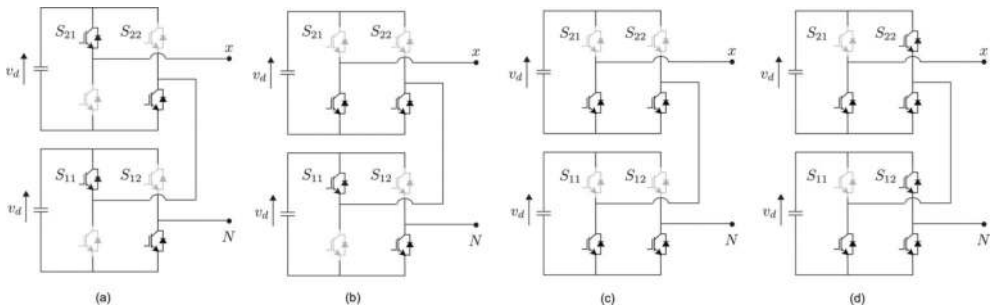 S21 S22 x
vd
S11 S12
vd
N
(a)
S21 S22 x
vd
S11 S12
vd
N
(b)
S21 S22 x
vd
S11 S12
vd
N
(c)
S21 S22 x
vd
S11 S12
vd
N
(d)